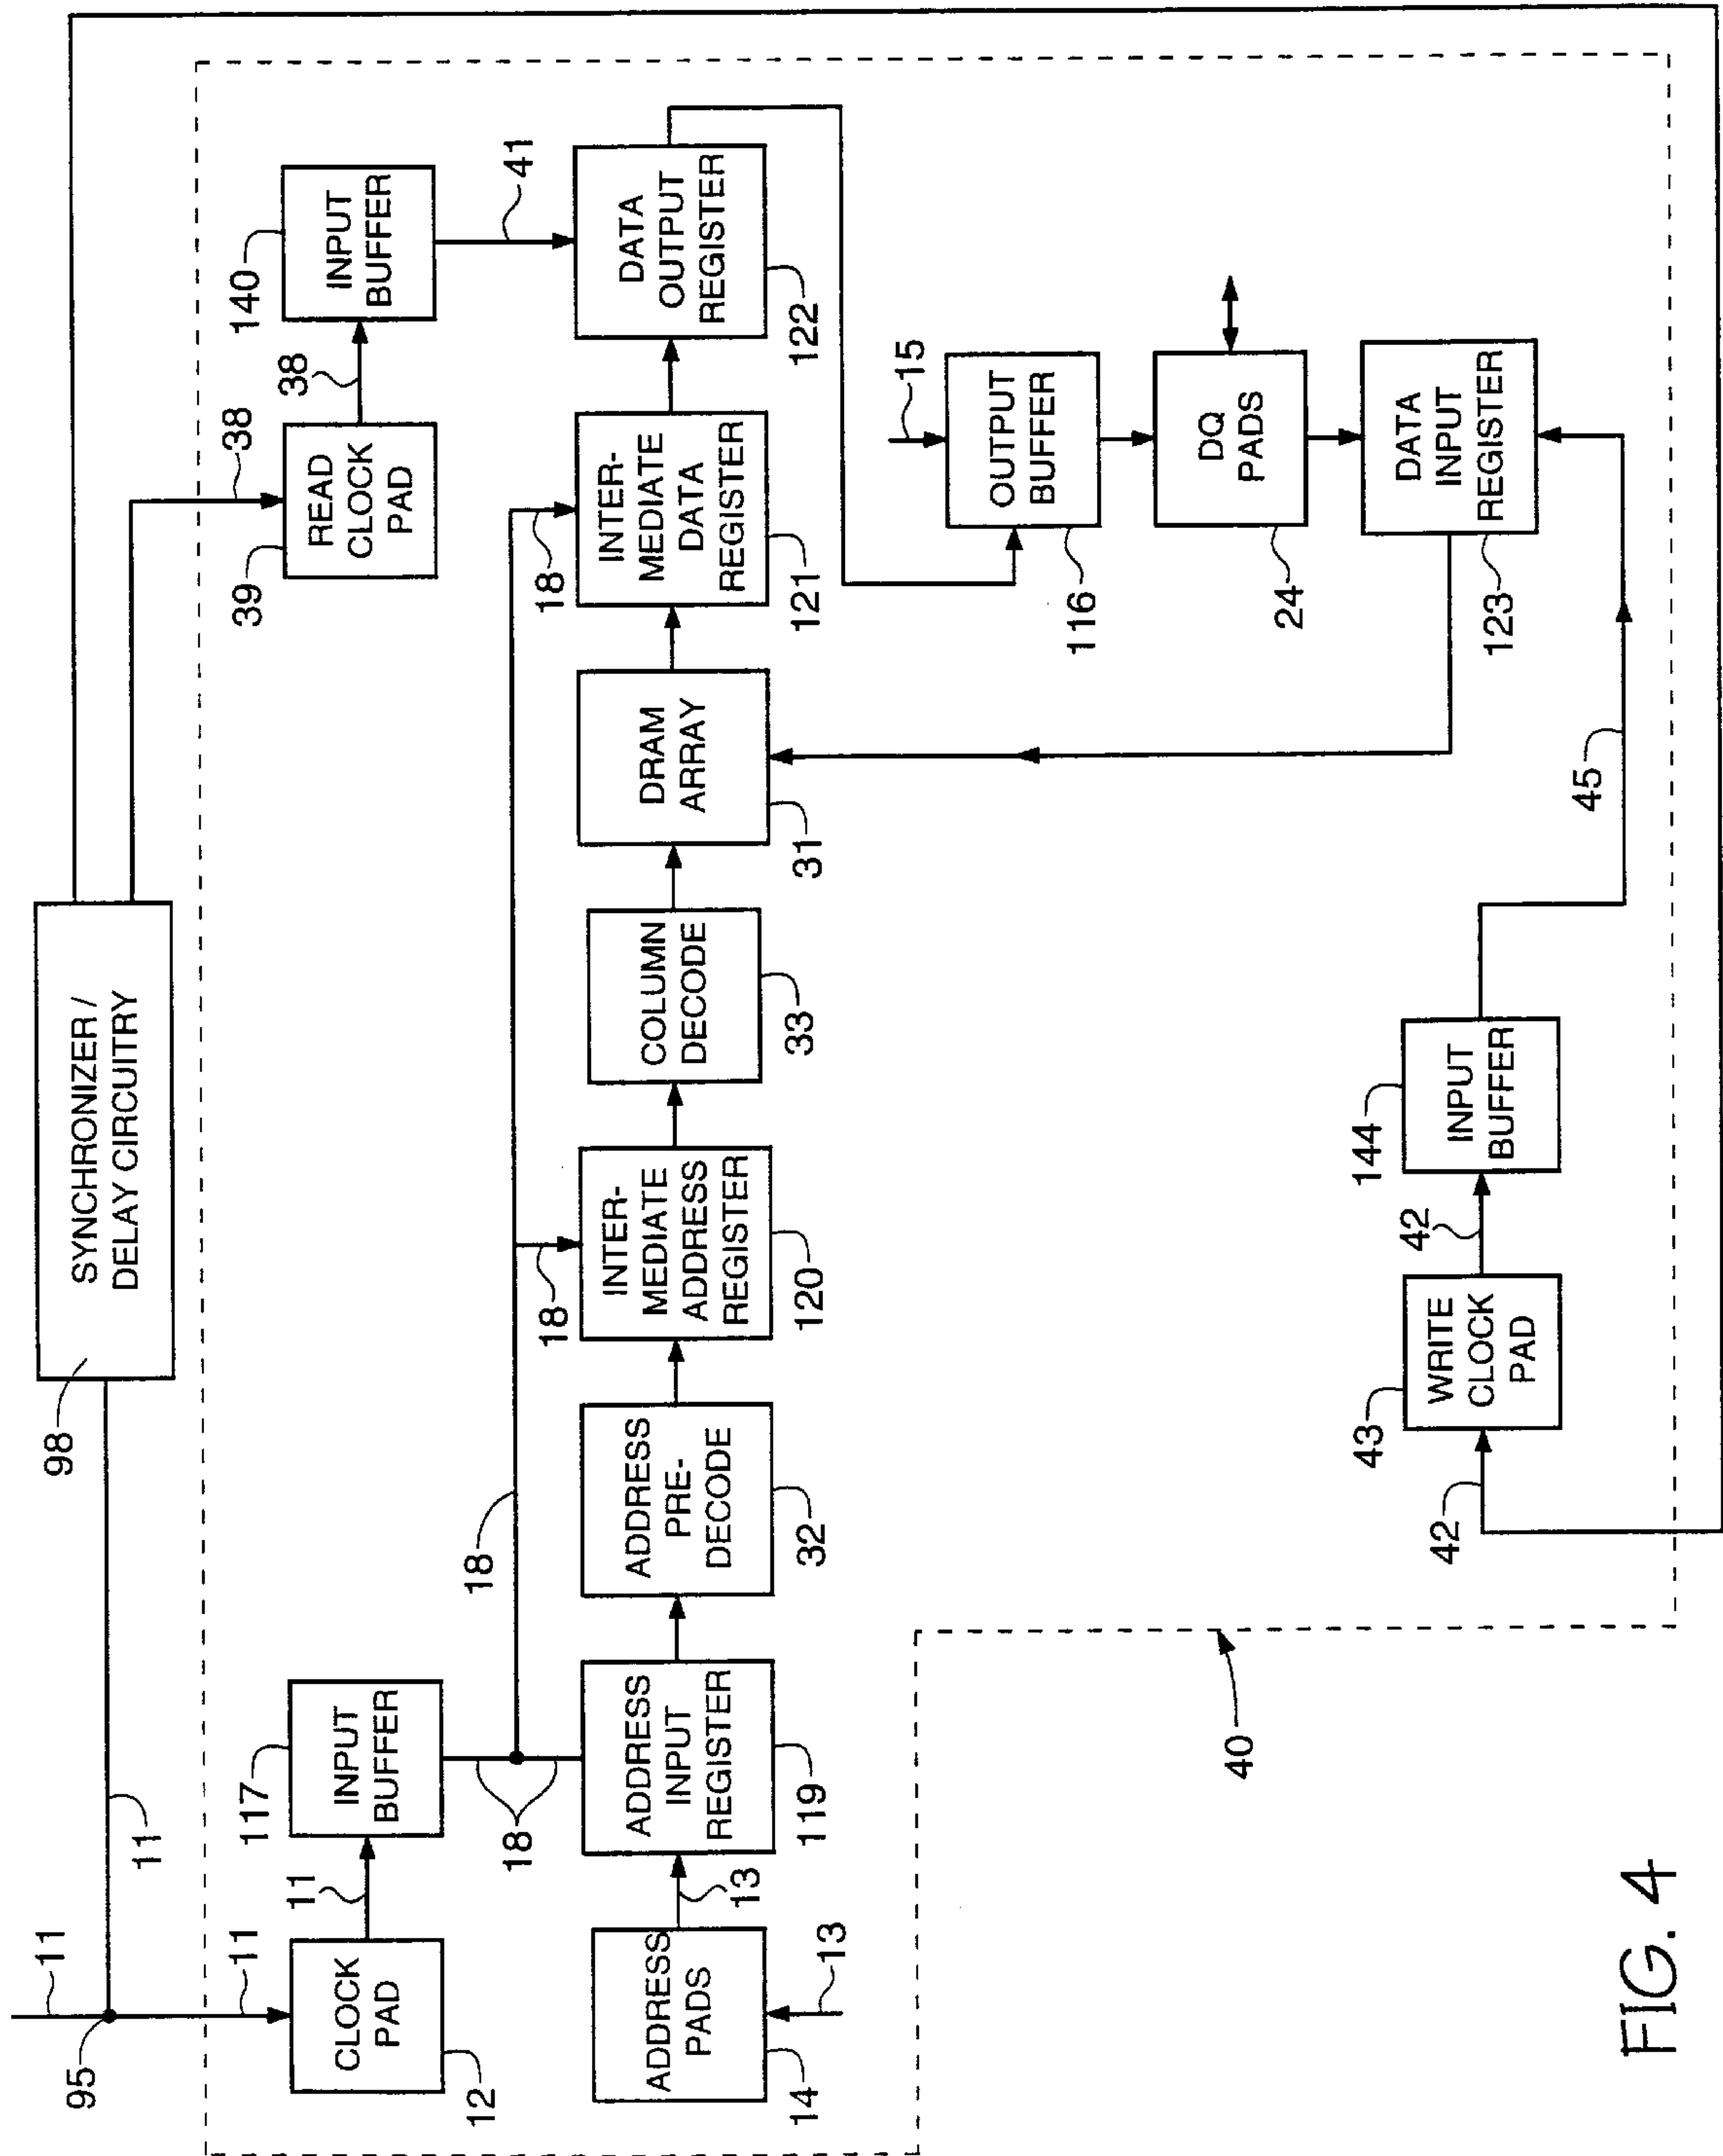 SYNCHRONIZER /
DELAY CIRCUITRY
98
11
95
11
11
CLOCK
PAD
12
11
117
INPUT
BUFFER
18
18
18
18
38
39
READ
CLOCK
PAD
38
140
INPUT
BUFFER
41
13
ADDRESS
PADS
14
13
ADDRESS
INPUT
REGISTER
119
ADDRESS
PRE-
DECODE
32
INTER-
MEDIATE
ADDRESS
REGISTER
120
COLUMN
DECODE
33
DRAM
ARRAY
31
INTER-
MEDIATE
DATA
REGISTER
121
DATA
OUTPUT
REGISTER
122
15
OUTPUT
BUFFER
116
DQ
PADS
24
DATA
INPUT
REGISTER
123
42
43
WRITE
CLOCK
PAD
42
144
INPUT
BUFFER
45
40
FIG. 4